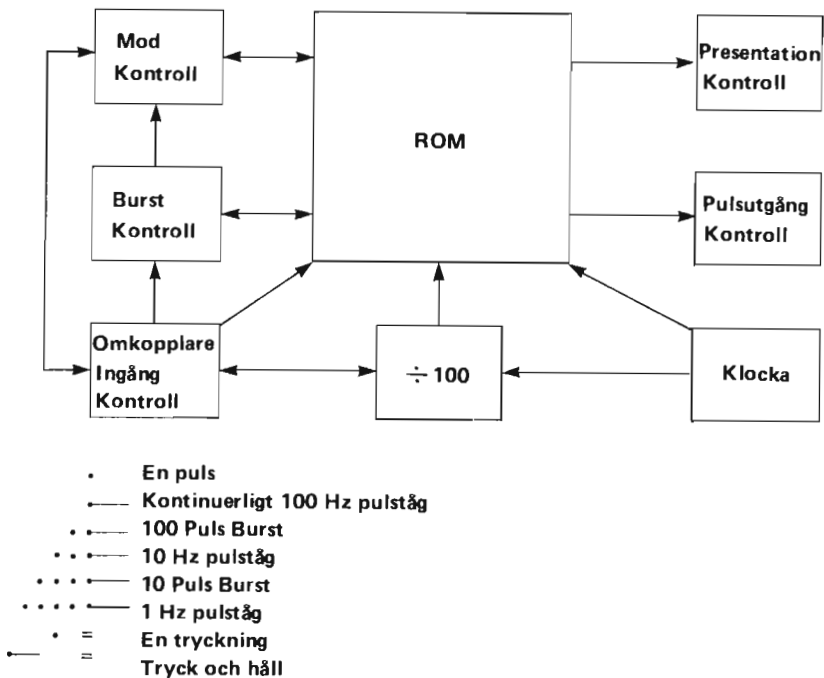 Mod
Kontroll
ROM
Presentation
Kontroll
Burst
Kontroll
Pulsutgång
Kontroll
Omkopplare
Ingång
Kontroll
÷ 100
Klocka
En puls
Kontinuerligt 100 Hz pulståg
100 Puls Burst
10 Hz pulståg
10 Puls Burst
1 Hz pulståg
= En tryckning
= Tryck och håll